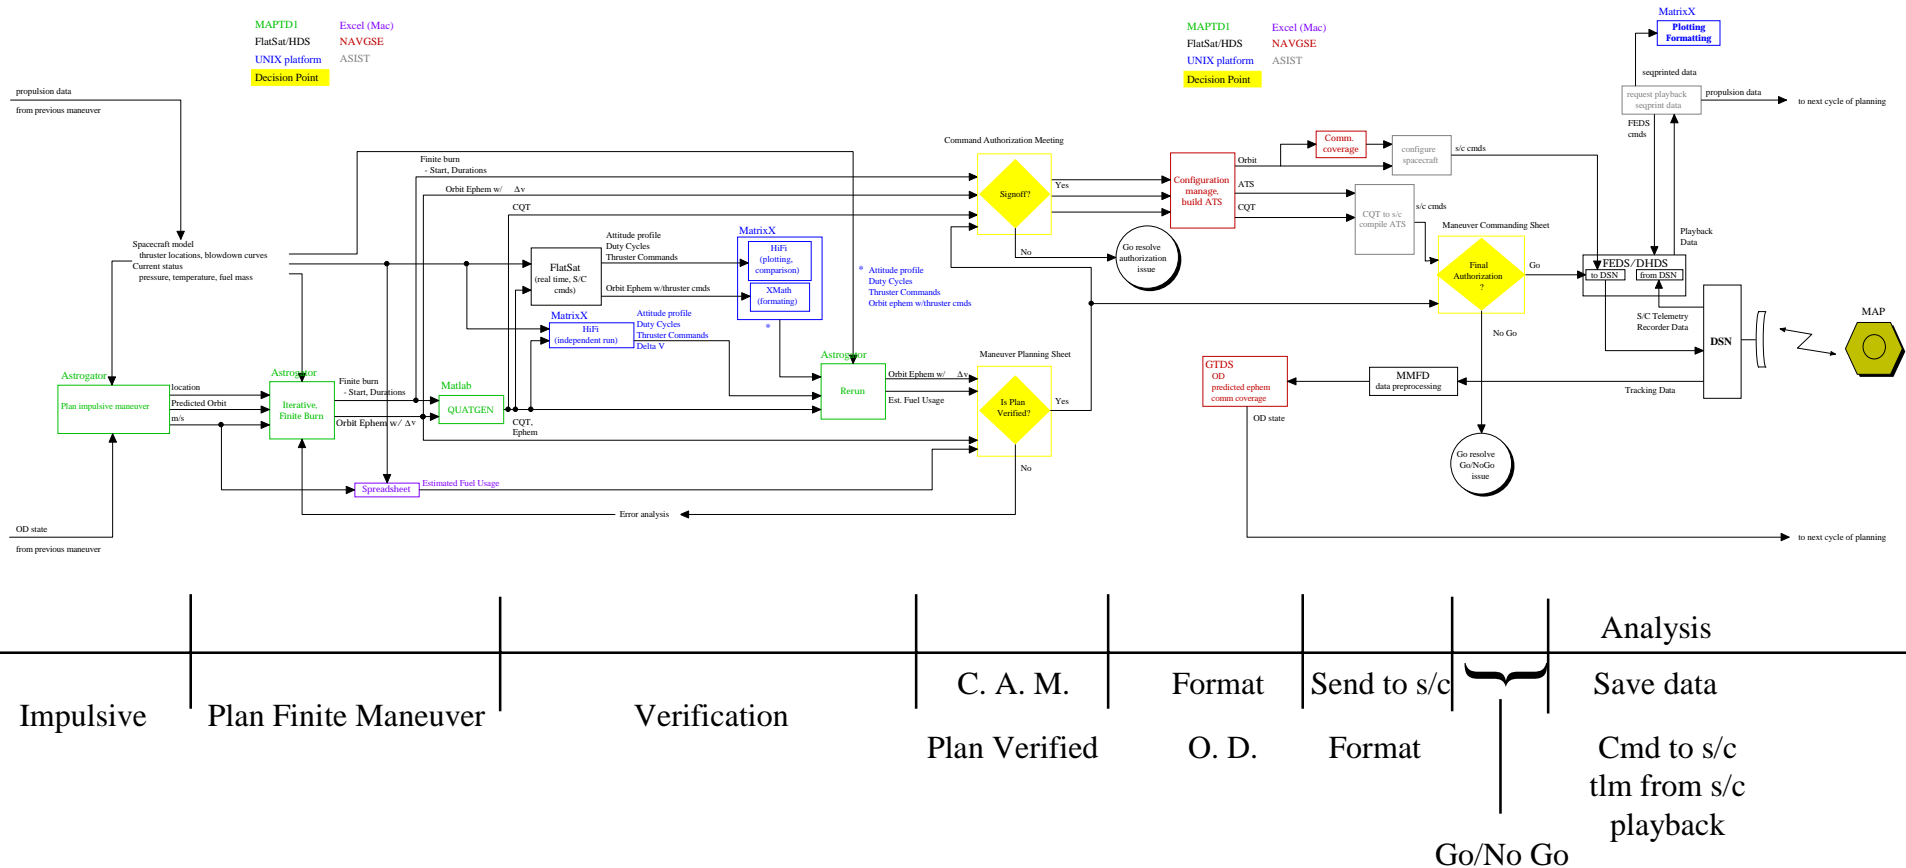 MAPTD1
Excel (Mac)
FlatSat/HDS
NAVGSE
UNIX platform
ASIST
Decision Point
MAPTD1
Excel (Mac)
FlatSat/HDS
NAVGSE
UNIX platform
ASIST
Decision Point
MatrixX
Plotting
Formatting
seqprinted data
request playback
seqprint data
propulsion data
to next cycle of planning
FEDS
cmds
propulsion data
from previous maneuver
Command Authorization Meeting
Finite burn
- Start, Durations
Orbit Ephem w/ Δv
CQT
Signoff?
Yes
No
Go resolve
authorization
issue
Configuration
manage,
build ATS
Orbit
ATS
CQT
Comm.
coverage
configure
spacecraft
s/c cmds
CQT to s/c
compile ATS
s/c cmds
Maneuver Commanding Sheet
Final
Authorization
?
Go
No Go
Playback
Data
FEDS/DHDS
to DSN
from DSN
S/C Telemetry
Recorder Data
DSN
MAP
Tracking Data
MMFD
data preprocessing
GTDS
OD
predicted ephem
comm coverage
OD state
Go resolve
Go/NoGo
issue
to next cycle of planning
Spacecraft model
thruster locations, blowdown curves
Current status
pressure, temperature, fuel mass
FlatSat
(real time, S/C
cmds)
Attitude profile
Duty Cycles
Thruster Commands
Orbit Ephem w/thruster cmds
MatrixX
HiFi
(plotting,
comparison)
XMath
(formating)
*
* Attitude profile
Duty Cycles
Thruster Commands
Orbit ephem w/thruster cmds
MatrixX
HiFi
(independent run)
Attitude profile
Duty Cycles
Thruster Commands
Delta V
Astrogator
Rerun
Orbit Ephem w/ Δv
Est. Fuel Usage
Maneuver Planning Sheet
Is Plan
Verified?
Yes
No
Astrogator
Plan impulsive maneuver
location
Predicted Orbit
m/s
Astrogator
Iterative,
Finite Burn
Finite burn
- Start, Durations
Orbit Ephem w/ Δv
Matlab
QUATGEN
CQT,
Ephem
Spreadsheet
Estimated Fuel Usage
Error analysis
OD state
from previous maneuver
Analysis
Impulsive
Plan Finite Maneuver
Verification
C. A. M.
Plan Verified
Format
O. D.
Send to s/c
Format
Go/No Go
Save data
Cmd to s/c
tlm from s/c
playback